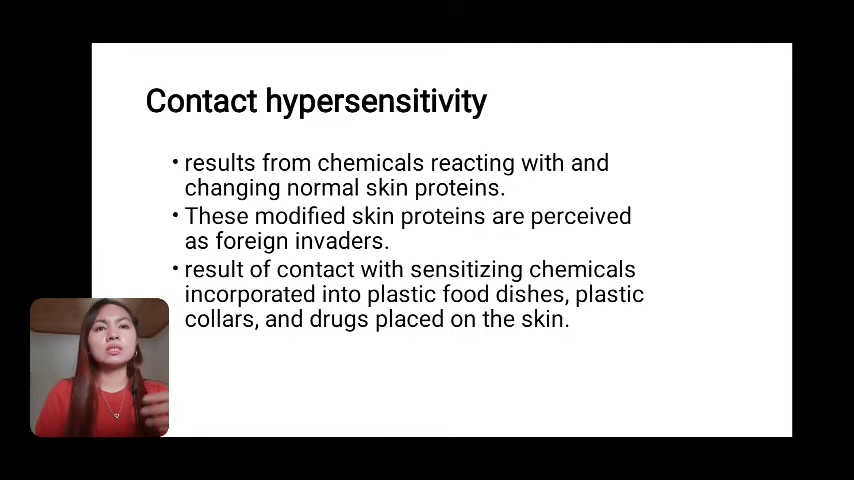 Contact hypersensitivity
• results from chemicals reacting with and
changing normal skin proteins.
• These modified skin proteins are perceived
as foreign invaders.
• result of contact with sensitizing chemicals
incorporated into plastic food dishes, plastic
collars, and drugs placed on the skin.